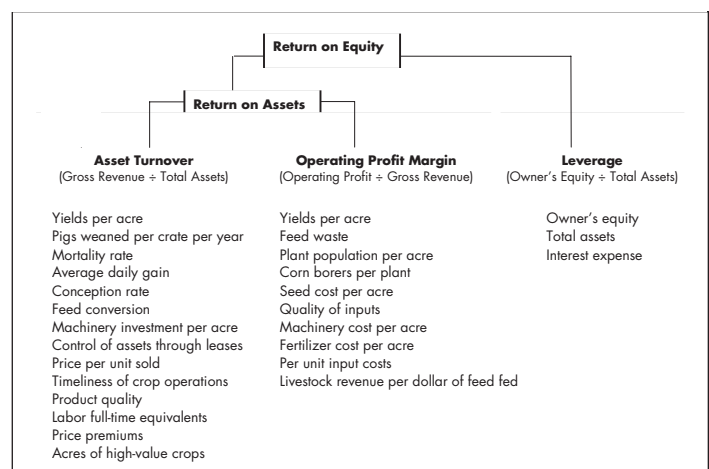 Return on Equity
Return on Assets
Asset Turnover
(Gross Revenue ÷ Total Assets)
Yields per acre
Pigs weaned per crate per year
Mortality rate
Average daily gain
Conception rate
Feed conversion
Machinery investment per acre
Control of assets through leases
Price per unit sold
Timeliness of crop operations
Product quality
Labor full-time equivalents
Price premiums
Acres of high-value crops
Operating Profit Margin
(Operating Profit ÷ Gross Revenue)
Yields per acre
Feed waste
Plant population per acre
Corn borers per plant
Seed cost per acre
Quality of inputs
Machinery cost per acre
Fertilizer cost per acre
Per unit input costs
Livestock revenue per dollar of feed fed
Leverage
(Owner's Equity ÷ Total Assets)
Owner's equity
Total assets
Interest expense